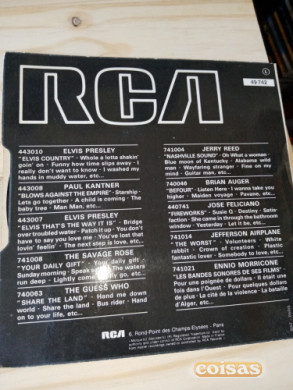 RCA
49 743
443010 ELVIS PRESLEY
"ELVIS COUNTRY" - Whole a lotta shakin'
goin' on - Funny how time slips away - I
really don't want to know - I washed my
hands in muddy water, etc...
443008 PAUL KANTNER
"BLOWS AGAINST THE EMPIRE" - Starship -
Lets go together - A child is coming - The
baby tree - Man Man, etc...
443007 ELVIS PRESLEY
"ELVIS THAT'S THE WAY IT IS" - Bridge
over troubled water - Patch it up - You don't
have to say you love me - You've lost that
lovin' feelin' - The next step is love, etc...
741008 THE SAVAGE ROSE
"YOUR DAILY GIFT" - You daily gift -
Sunday morning - Speak The waters
run deep - Lightly come etc...
740063 THE GUESS WHO
"SHARE THE LAND" - Hand me down
world - Share the land - Bus rider - Hand
on your life, etc...
741004 JERRY REED
"NASHVILLE SOUND" - Oh What a woman -
Blue moon of Kentucky - Alabama wild
man - Wayfaring stranger - Fine on my
mind - Guitar man, etc...
740046 BRIAN AUGER
"BEFOUR" - Listen Here - I wanna take you
higher - Maiden voyage - Pavane, etc...
440741 JOSE FELICIANO
"FIREWORKS" - Susie Q - Destiny - Satis-
faction - She came in through the bathroom
window - Yesterday - Let it be, etc...
741014 JEFFERSON AIRPLANE
"THE WORST" - Volunteers - White
rabbit - Crown of creation - Plastic
fantastic lover - Somebody to love, etc...
741021 ENNIO MORRICONE
"LES BANDES SONORES DE SES FILMS"
Pour une poignée de dollars - Il était une
fois dans l'Ouest - Pour quelques dollars
de plus - La cité de la violence - La bataille
d'Alger, etc...
RCA 9, Rond-Point des Champs-Elysées - Paris
coisas